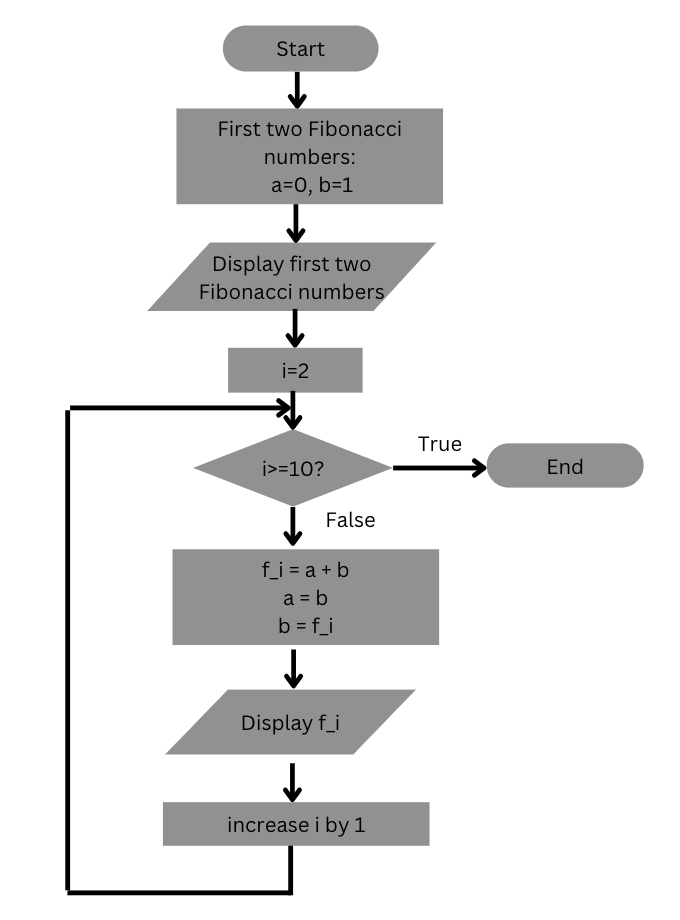 Start
First two Fibonacci
numbers:
a=0, b=1
Display first two
Fibonacci numbers
i=2
i>=10?
True
End
False
f_i = a + b
a = b
b = f_i
Display f_i
increase i by 1